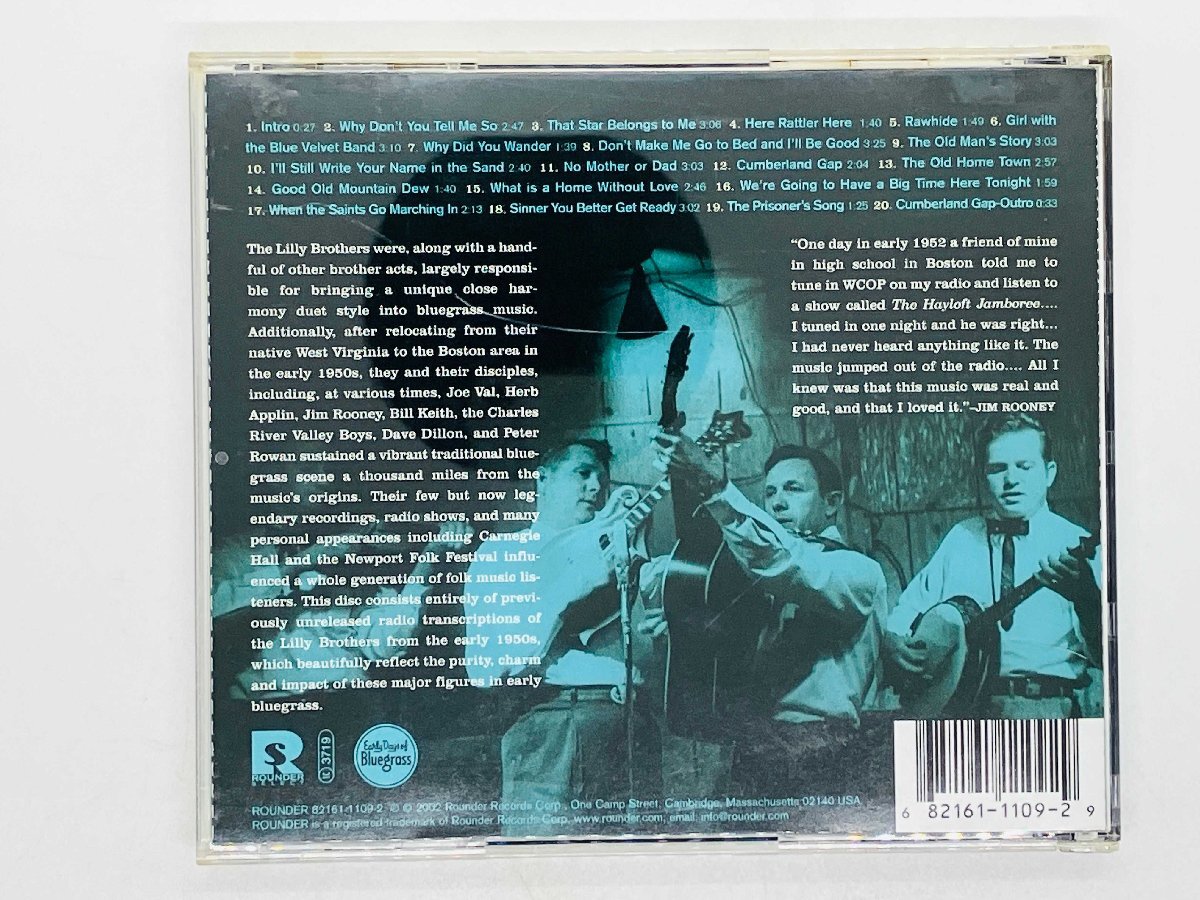 1. Intro 0:27 2. Why Don't You Tell Me So 2:47 3. That Star Belongs to Me 3:06 4. Here Rattler Here 1:40 5. Rawhide 1:49 6. Girl with
the Blue Velvet Band 3:10 7. Why Did You Wander 1:39 8. Don't Make Me Go to Bed and I'll Be Good 3:25 9. The Old Man's Story 3:03
10. I'll Still Write Your Name in the Sand 2:40 11. No Mother or Dad 3:03 12. Cumberland Gap 2:04 13. The Old Home Town 2:57
14. Good Old Mountain Dew 1:40 15. What is a Home Without Love 2:46 16. We're Going to Have a Big Time Here Tonight 1:59
17. When the Saints Go Marching In 2:13 18. Sinner You Better Get Ready 3:02 19. The Prisoner's Song 1:25 20. Cumberland Gap-Outro 0:33
The Lilly Brothers were, along with a hand-
ful of other brother acts, largely responsi-
ble for bringing a unique close har-
mony duet style into bluegrass music.
Additionally, after relocating from their
native West Virginia to the Boston area in
the early 1950s, they and their disciples,
including, at various times, Joe Val, Herb
Applin, Jim Rooney, Bill Keith, the Charles
River Valley Boys, Dave Dillon, and Peter
Rowan sustained a vibrant traditional blue-
grass scene a thousand miles from the
music's origins. Their few but now leg-
endary recordings, radio shows, and many
personal appearances including Carnegie
Hall and the Newport Folk Festival influ-
enced a whole generation of folk music lis-
teners. This disc consists entirely of previ-
ously unreleased radio transcriptions of
the Lilly Brothers from the early 1950s,
which beautifully reflect the purity, charm
and impact of these major figures in early
bluegrass.
"One day in early 1952 a friend of mine
in high school in Boston told me to
tune in WCOP on my radio and listen to
a show called The Hayloft Jamboree....
I tuned in one night and he was right...
I had never heard anything like it. The
music jumped out of the radio.... All I
knew was that this music was real and
good, and that I loved it."–JIM ROONEY
R
ROUNDER
SELECT
LC 3719
Early Days of
Bluegrass
ROUNDER 82161-1109-2 ℗ © 2002 Rounder Records Corp., One Camp Street, Cambridge, Massachusetts 02140 USA
ROUNDER is a registered trademark of Rounder Records Corp. www.rounder.com, email: info@rounder.com
6 82161-1109-2 9